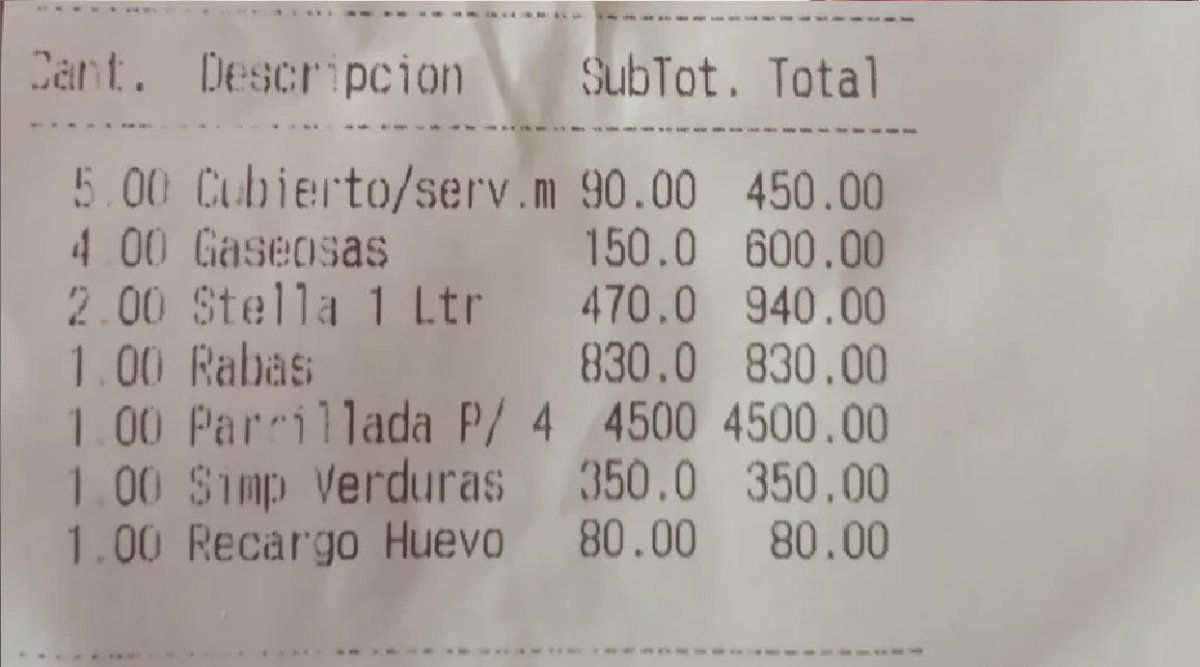 Cant. Descripcion SubTot. Total
5.00 Cubierto/serv.m 90.00 450.00
4.00 Gaseosas 150.0 600.00
2.00 Stella 1 Ltr 470.0 940.00
1.00 Rabas 830.0 830.00
1.00 Parrillada P/ 4 4500 4500.00
1.00 Simp Verduras 350.0 350.00
1.00 Recargo Huevo 80.00 80.00